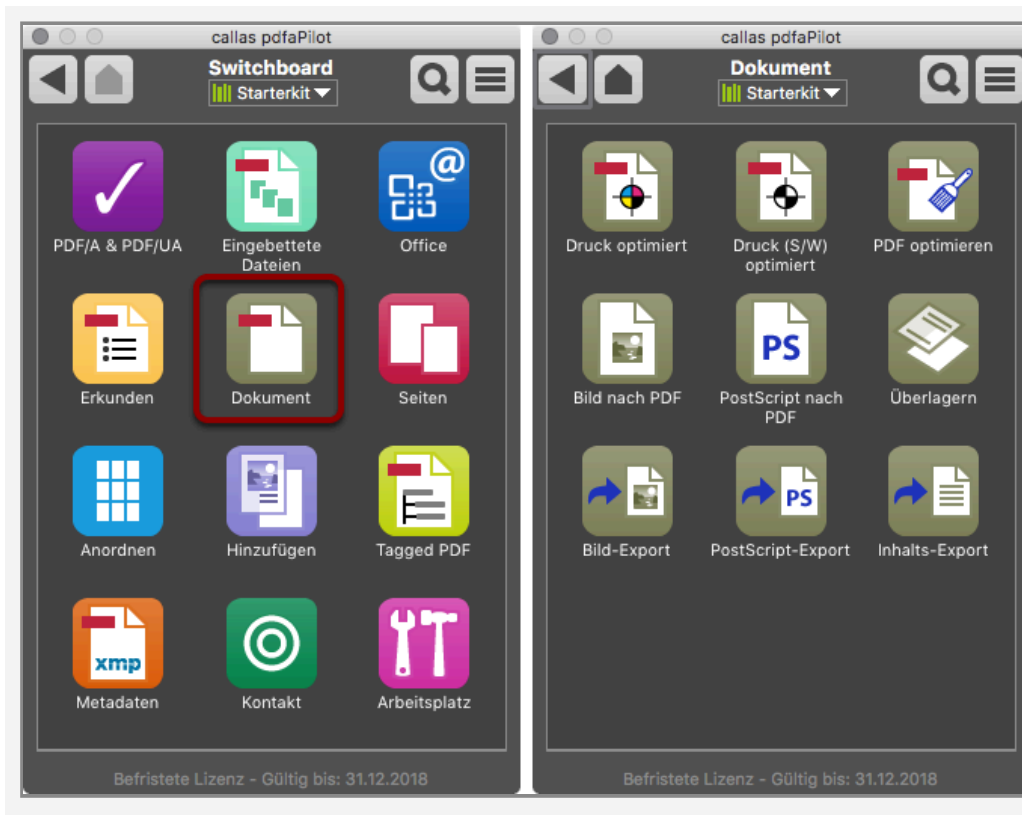 callas pdfaPilot
Switchboard
Starterkit
PDF/A & PDF/UA
Eingebettete
Dateien
@
Office
Erkunden
Dokument
Seiten
Anordnen
Hinzufügen
Tagged PDF
xmp
Metadaten
Kontakt
Arbeitsplatz
Befristete Lizenz - Gültig bis: 31.12.2018
callas pdfaPilot
Dokument
Starterkit
Druck optimiert
Druck (S/W)
optimiert
PDF optimieren
Bild nach PDF
PS
PostScript nach
PDF
Überlagern
Bild-Export
PS
PostScript-Export
Inhalts-Export
Befristete Lizenz - Gültig bis: 31.12.2018